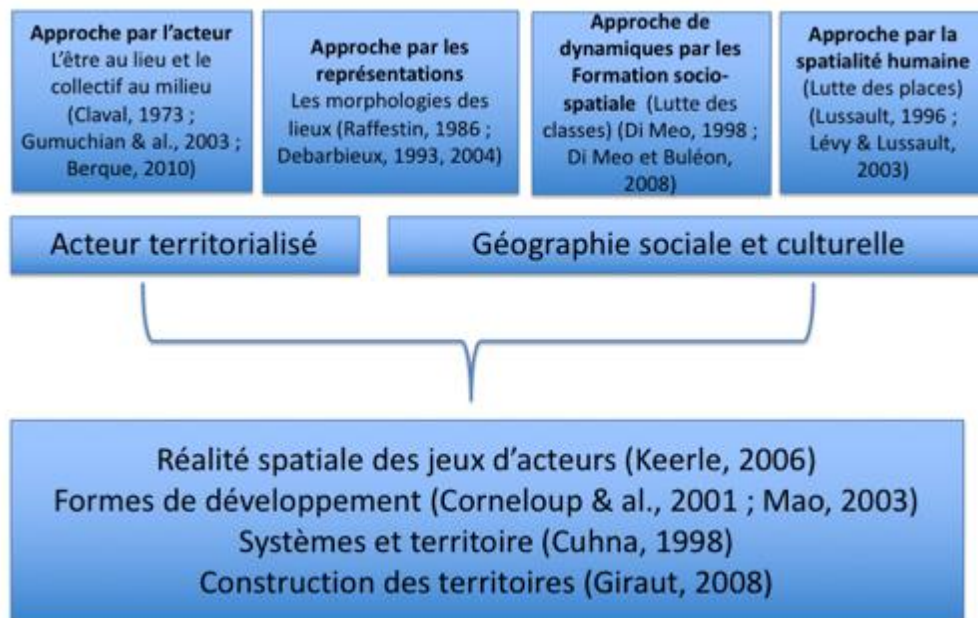 Approche par l'acteur
L'être au lieu et le
collectif au milieu
(Claval, 1973 ;
Gumuchian & al., 2003 ;
Berque, 2010)
Approche par les
représentations
Les morphologies des
lieux (Raffestin, 1986 ;
Debarbieux, 1993, 2004)
Approche de
dynamiques par les
Formation socio-
spatiale (Lutte des
classes) (Di Meo, 1998 ;
Di Meo et Buléon,
2008)
Approche par la
spatialité humaine
(Lutte des places)
(Lussault, 1996 ;
Lévy & Lussault,
2003)
Acteur territorialisé
Géographie sociale et culturelle
Réalité spatiale des jeux d'acteurs (Keerle, 2006)
Formes de développement (Corneloup & al., 2001 ; Mao, 2003)
Systèmes et territoire (Cuhna, 1998)
Construction des territoires (Giraut, 2008)